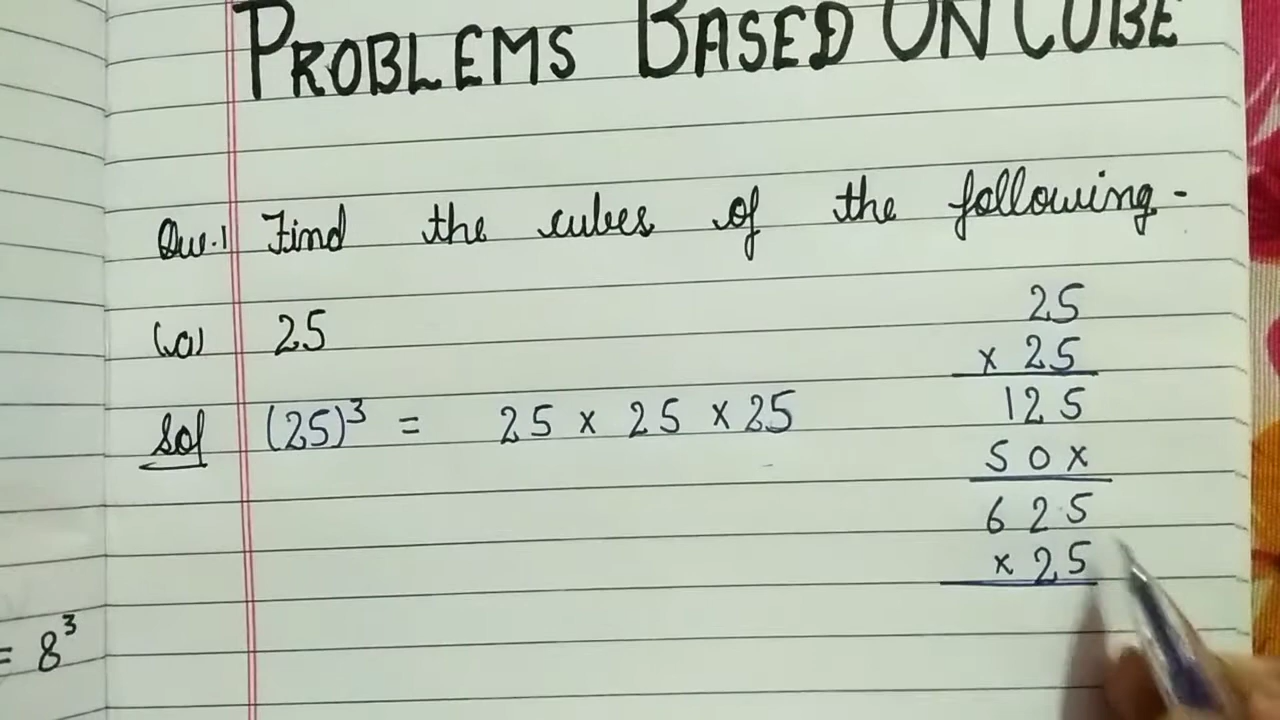 PROBLEMS BASED ON CUBE
Que.1 Find the cubes of the following -
(a) 25
Sol (25)³ = 25 x 25 x 25
25
x 25
125
50x
625
x 25
= 8³